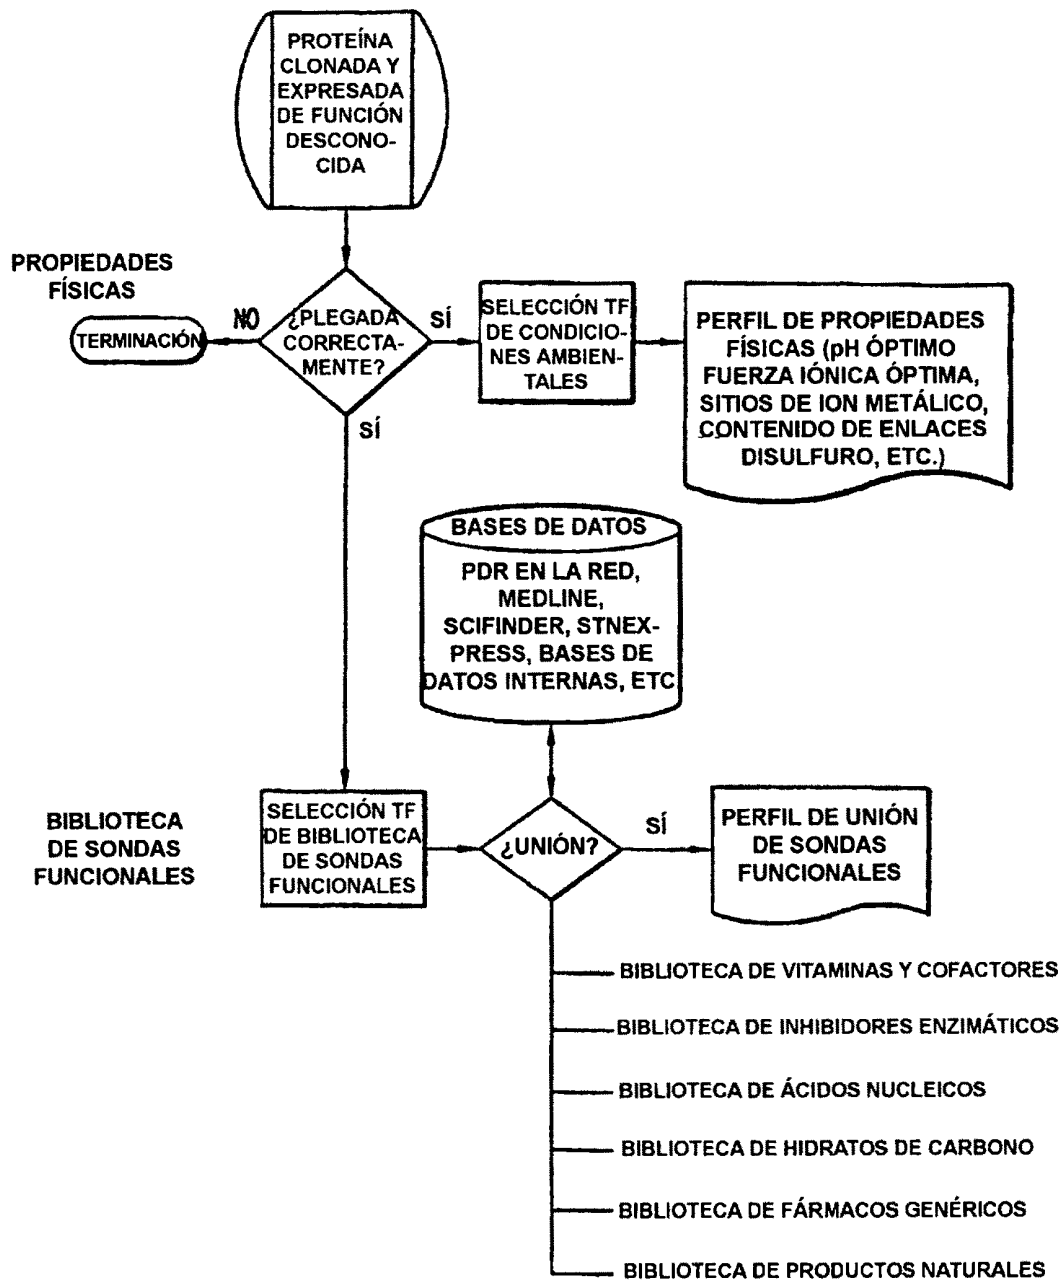 PROTEÍNA
CLONADA Y
EXPRESADA
DE FUNCIÓN
DESCONO-
CIDA
PROPIEDADES
FÍSICAS
TERMINACIÓN
NO
¿PLEGADA
CORRECTA-
MENTE?
SÍ
SÍ
SELECCIÓN TF
DE CONDICIO-
NES AMBIEN-
TALES
PERFIL DE PROPIEDADES
FÍSICAS (pH ÓPTIMO
FUERZA IÓNICA ÓPTIMA,
SITIOS DE ION METÁLICO,
CONTENIDO DE ENLACES
DISULFURO, ETC.)
BASES DE DATOS
PDR EN LA RED,
MEDLINE,
SCIFINDER, STNEX-
PRESS, BASES DE
DATOS INTERNAS, ETC
BIBLIOTECA
DE SONDAS
FUNCIONALES
SELECCIÓN TF
DE BIBLIOTECA
DE SONDAS
FUNCIONALES
¿UNIÓN?
SÍ
PERFIL DE UNIÓN
DE SONDAS
FUNCIONALES
BIBLIOTECA DE VITAMINAS Y COFACTORES
BIBLIOTECA DE INHIBIDORES ENZIMÁTICOS
BIBLIOTECA DE ÁCIDOS NUCLEICOS
BIBLIOTECA DE HIDRATOS DE CARBONO
BIBLIOTECA DE FÁRMACOS GENÉRICOS
BIBLIOTECA DE PRODUCTOS NATURALES